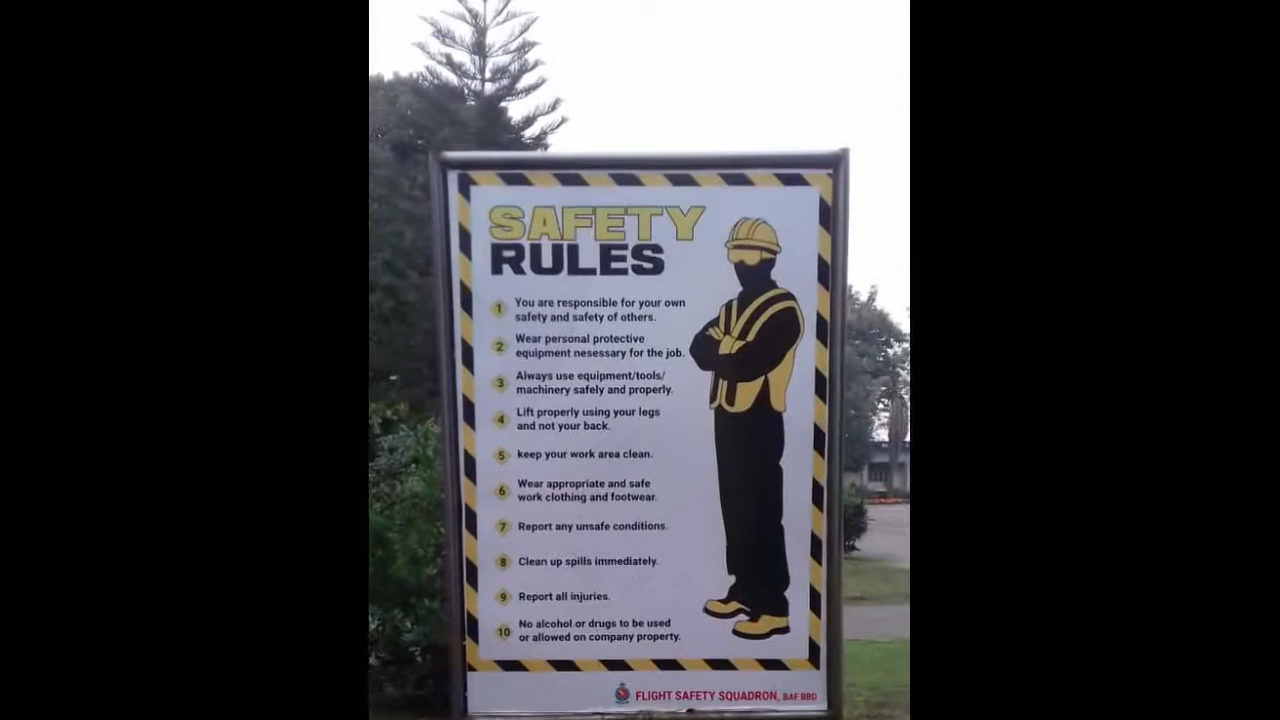 SAFETY
RULES
1 You are responsible for your own
safety and safety of others.
2 Wear personal protective
equipment nesessary for the job.
3 Always use equipment/tools/
machinery safely and properly.
4 Lift properly using your legs
and not your back.
5 keep your work area clean.
6 Wear appropriate and safe
work clothing and footwear.
7 Report any unsafe conditions.
8 Clean up spills immediately.
9 Report all injuries.
10 No alcohol or drugs to be used
or allowed on company property.
FLIGHT SAFETY SQUADRON, BAF BBD